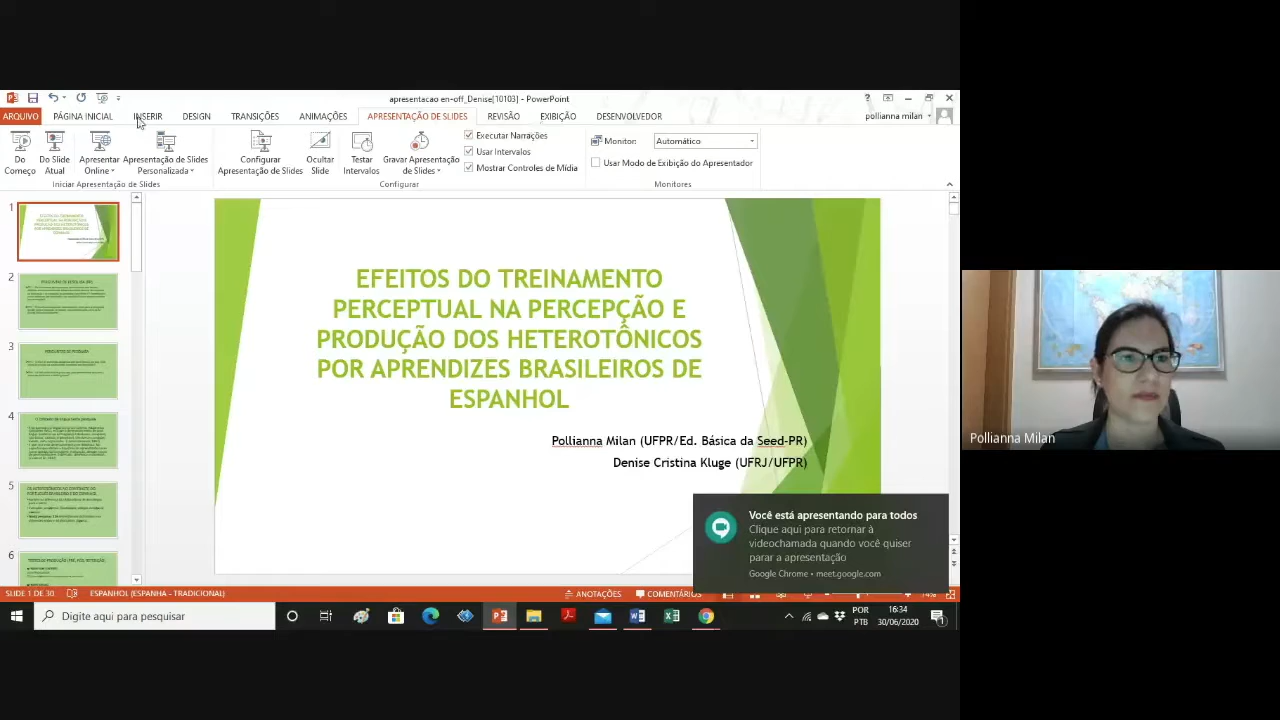 apresentacao en-off_Denise[10103] - PowerPoint
ARQUIVO PÁGINA INICIAL INSERIR DESIGN TRANSIÇÕES ANIMAÇÕES APRESENTAÇÃO DE SLIDES REVISÃO EXIBIÇÃO DESENVOLVEDOR pollianna milan
Do Começo
Do Slide Atual
Apresentar Online
Apresentação de Slides Personalizada
Iniciar Apresentação de Slides
Configurar Apresentação de Slides
Ocultar Slide
Testar Intervalos
Gravar Apresentação de Slides
Executar Narrações
Usar Intervalos
Mostrar Controles de Mídia
Configurar
Monitor: Automático
Usar Modo de Exibição do Apresentador
Monitores
1
2
3
4
5
6
EFEITOS DO TREINAMENTO
PERCEPTUAL NA PERCEPÇÃO E
PRODUÇÃO DOS HETEROTÔNICOS
POR APRENDIZES BRASILEIROS DE
ESPANHOL
Pollianna Milan (UFPR/Ed. Básica da Seed-PR)
Denise Cristina Kluge (UFRJ/UFPR)
Pollianna Milan
Você está apresentando para todos
Clique aqui para retornar à
videochamada quando você quiser
parar a apresentação
Google Chrome • meet.google.com
SLIDE 1 DE 30 ESPANHOL (ESPANHA - TRADICIONAL) ANOTAÇÕES COMENTÁRIOS
Digite aqui para pesquisar
POR
PTB
16:34
30/06/2020